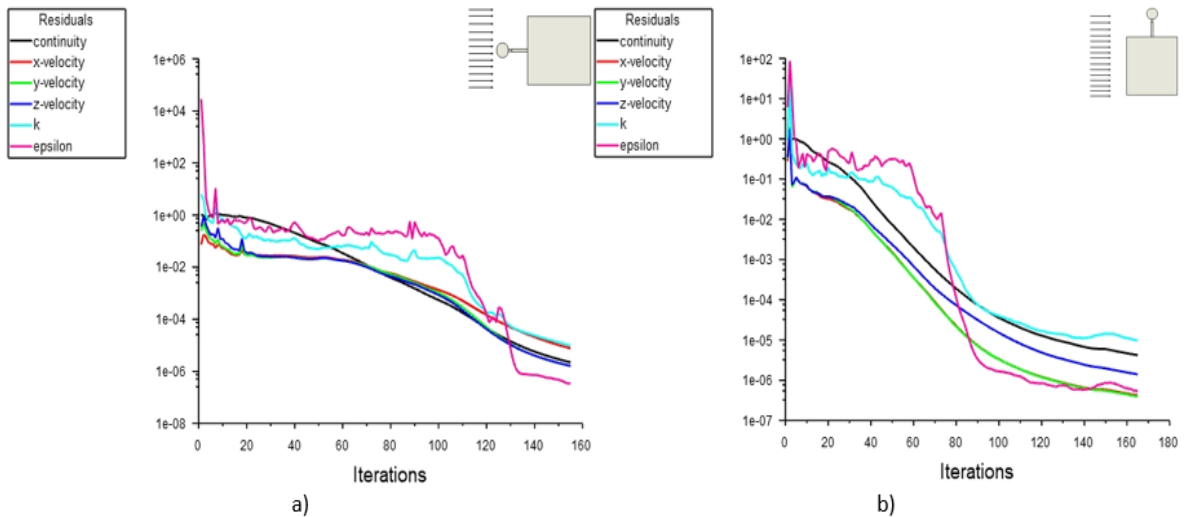 Residuals
continuity
x-velocity
y-velocity
z-velocity
k
epsilon
1e+06
1e+04
1e+02
1e+00
1e-02
1e-04
1e-06
1e-08
0 20 40 60 80 100 120 140 160
Iterations
a)
Residuals
continuity
x-velocity
y-velocity
z-velocity
k
epsilon
1e+02
1e+01
1e+00
1e-01
1e-02
1e-03
1e-04
1e-05
1e-06
1e-07
0 20 40 60 80 100 120 140 160 180
Iterations
b)